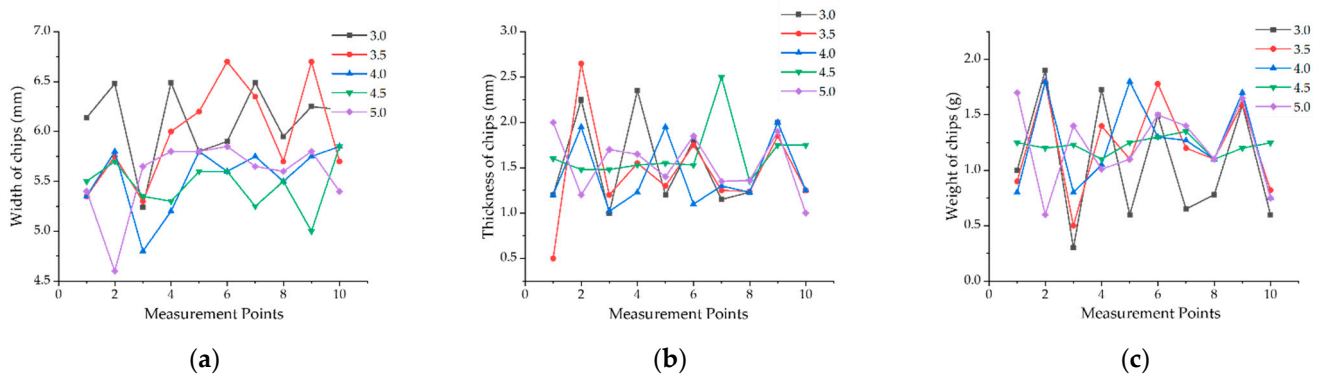 7.0
6.5
6.0
5.5
5.0
4.5
0 2 4 6 8 10
Width of chips (mm)
Measurement Points
3.0
3.5
4.0
4.5
5.0
(a)
3.0
2.5
2.0
1.5
1.0
0.5
0 2 4 6 8 10
Thickness of chips (mm)
Measurement Points
3.0
3.5
4.0
4.5
5.0
(b)
2.0
1.5
1.0
0.5
0.0
0 2 4 6 8 10
Weight of chips (g)
Measurement Points
3.0
3.5
4.0
4.5
5.0
(c)